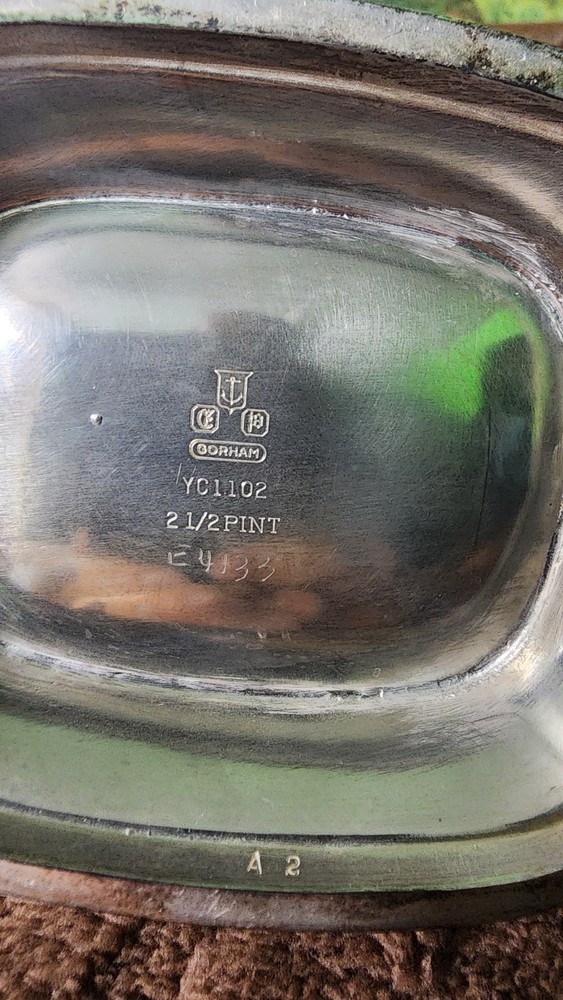 E P
GORHAM
YC1102
2 1/2 PINT
E4133
A 2